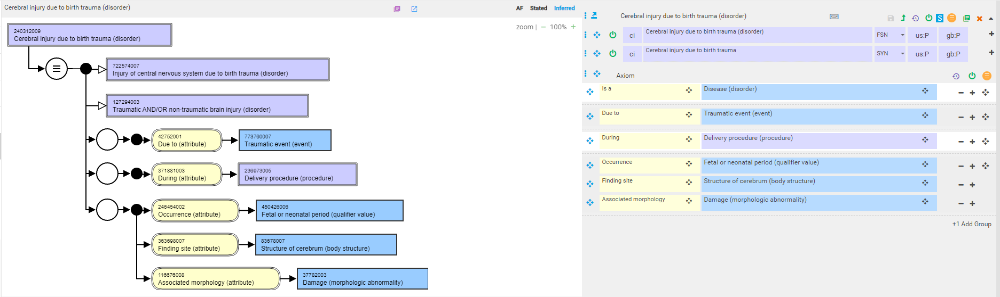 Cerebral injury due to birth trauma (disorder)
AF Stated Inferred
zoom | − 100% +
240312009
Cerebral injury due to birth trauma (disorder)
722574007
Injury of central nervous system due to birth trauma (disorder)
127294003
Traumatic AND/OR non-traumatic brain injury (disorder)
42752001
Due to (attribute)
773760007
Traumatic event (event)
371881003
During (attribute)
236973005
Delivery procedure (procedure)
246454002
Occurrence (attribute)
450426006
Fetal or neonatal period (qualifier value)
363698007
Finding site (attribute)
83678007
Structure of cerebrum (body structure)
116676008
Associated morphology (attribute)
37782003
Damage (morphologic abnormality)
Cerebral injury due to birth trauma (disorder)
S
ci Cerebral injury due to birth trauma (disorder) FSN us:P gb:P +
ci Cerebral injury due to birth trauma SYN us:P gb:P +
Axiom
Is a Disease (disorder) − +
Due to Traumatic event (event) − +
During Delivery procedure (procedure) − +
Occurrence Fetal or neonatal period (qualifier value) − +
Finding site Structure of cerebrum (body structure) − +
Associated morphology Damage (morphologic abnormality) − +
+1 Add Group